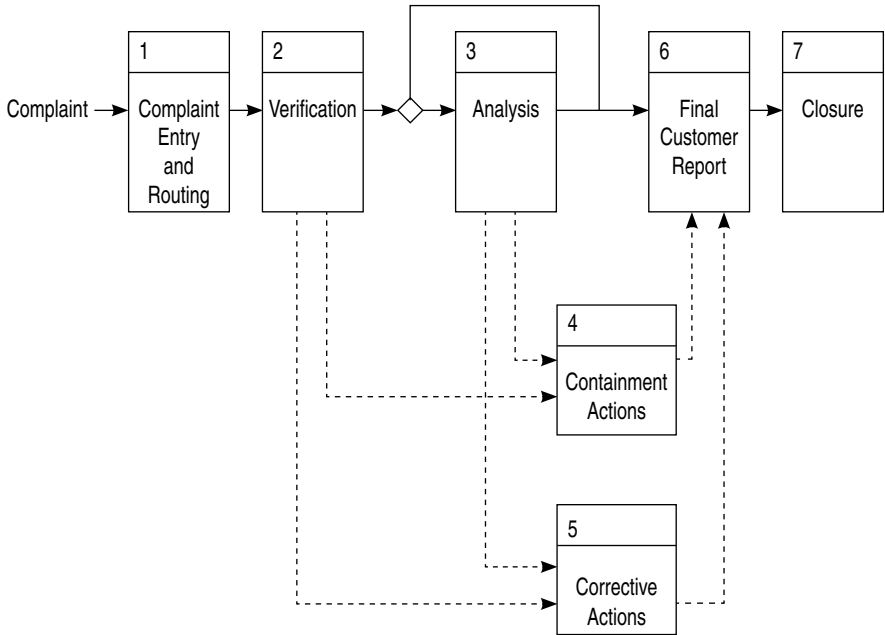 Complaint
1
Complaint
Entry
and
Routing
2
Verification
3
Analysis
6
Final
Customer
Report
7
Closure
4
Containment
Actions
5
Corrective
Actions